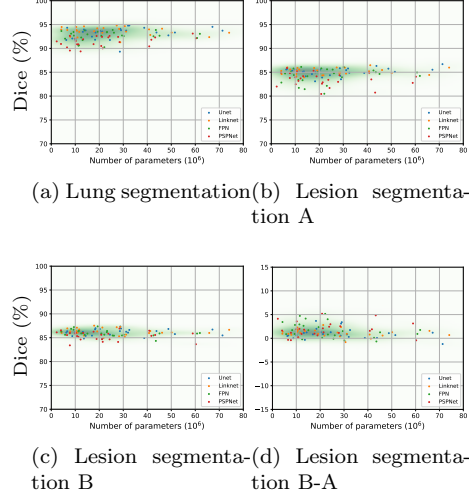 Dice (%)
100
95
90
85
80
75
70
0 10 20 30 40 50 60 70 80
Number of parameters (10⁶)
Unet
Linknet
FPN
PSPNet
100
95
90
85
80
75
70
0 10 20 30 40 50 60 70 80
Number of parameters (10⁶)
Unet
Linknet
FPN
PSPNet
(a) Lung segmentation
(b) Lesion segmenta-
tion A
Dice (%)
100
95
90
85
80
75
70
0 10 20 30 40 50 60 70 80
Number of parameters (10⁶)
Unet
Linknet
FPN
PSPNet
15
10
5
0
−5
−10
−15
0 10 20 30 40 50 60 70 80
Number of parameters (10⁶)
Unet
Linknet
FPN
PSPNet
(c) Lesion segmenta-
tion B
(d) Lesion segmenta-
tion B-A